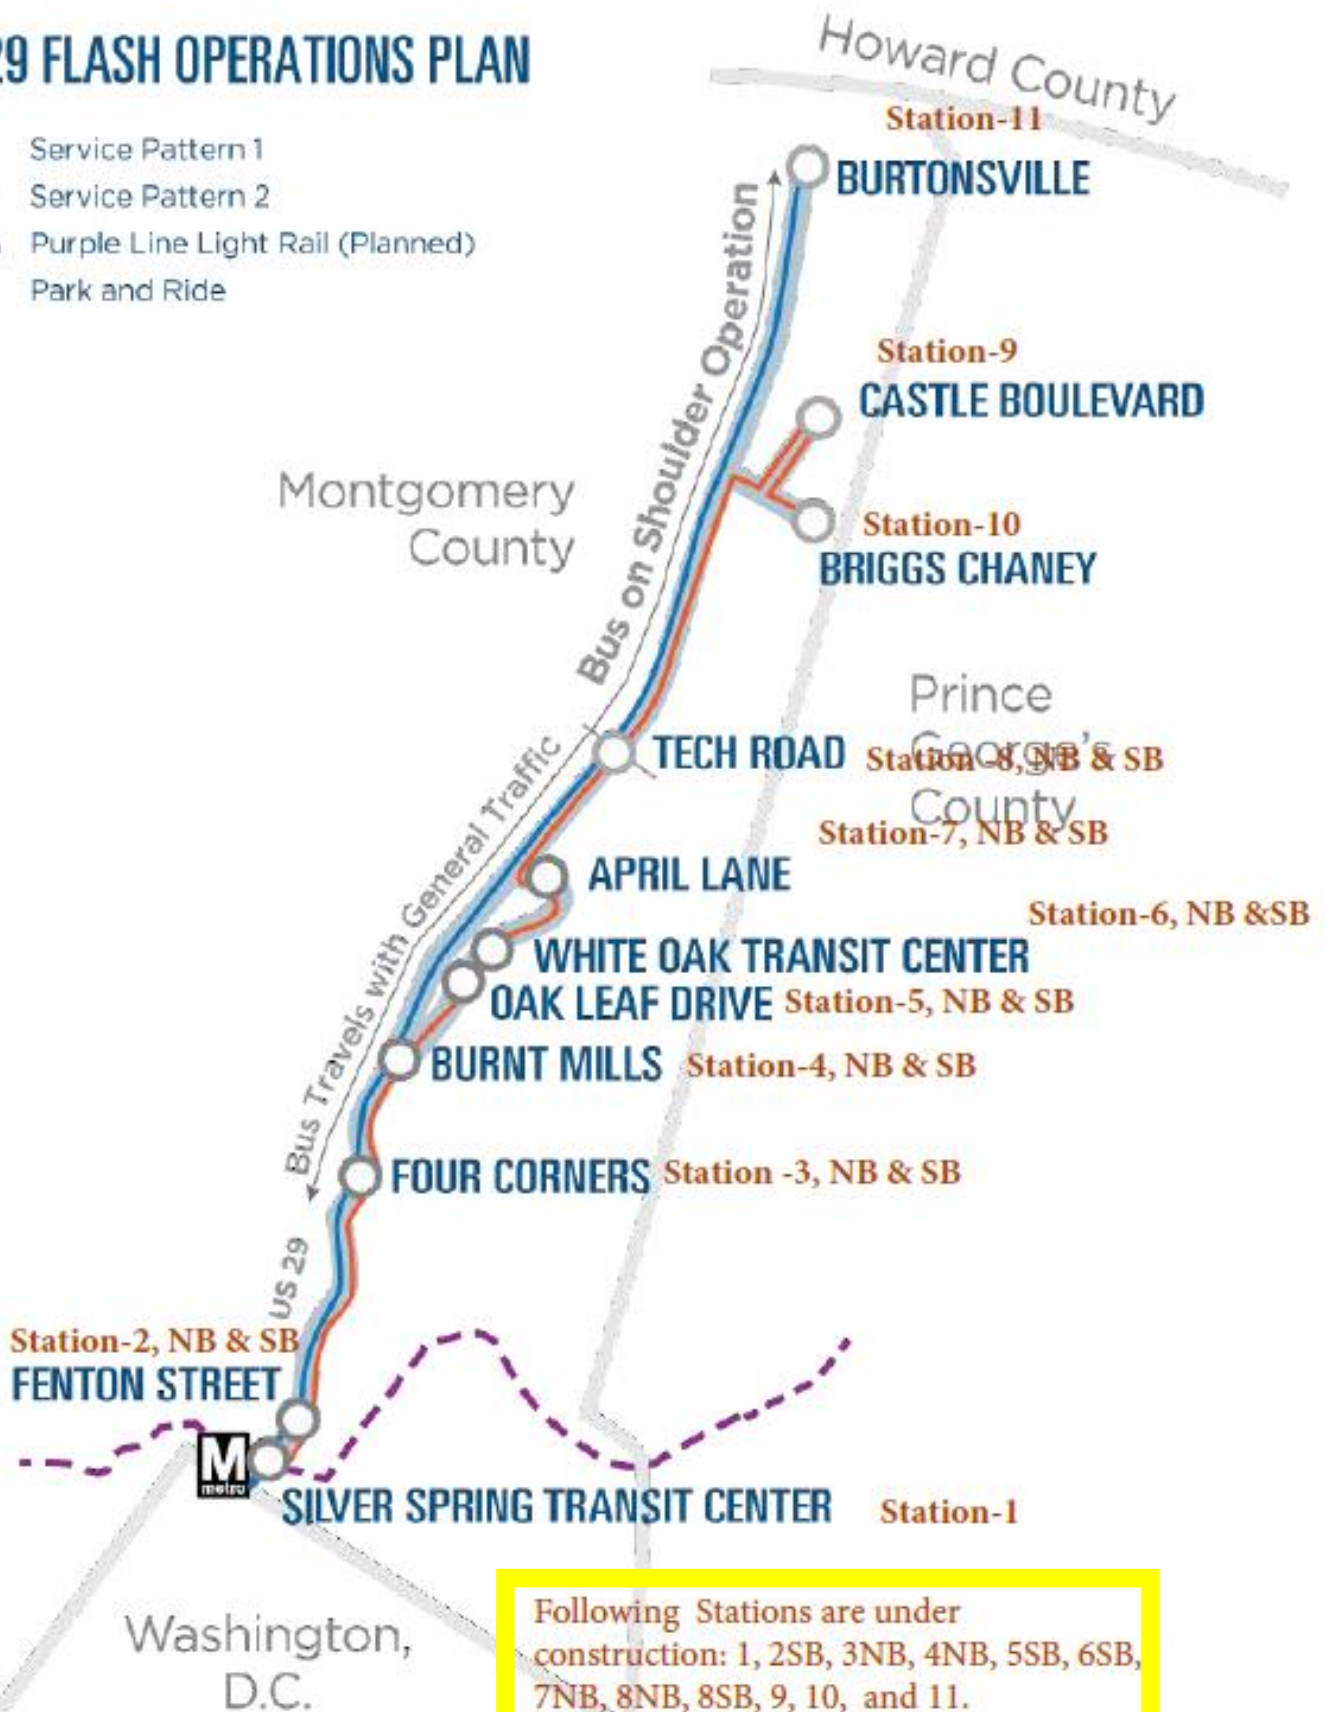 29 FLASH OPERATIONS PLAN
Service Pattern 1
Service Pattern 2
Purple Line Light Rail (Planned)
Park and Ride
Howard County
Station-11
BURTONSVILLE
Bus on Shoulder Operation
Station-9
CASTLE BOULEVARD
Montgomery
County
Station-10
BRIGGS CHANEY
Prince
George's
County
TECH ROAD
Station -8, NB & SB
Station-7, NB & SB
APRIL LANE
Bus Travels with General Traffic
Station-6, NB &SB
WHITE OAK TRANSIT CENTER
OAK LEAF DRIVE Station-5, NB & SB
BURNT MILLS Station-4, NB & SB
FOUR CORNERS Station -3, NB & SB
US 29
Station-2, NB & SB
FENTON STREET
M
metro
SILVER SPRING TRANSIT CENTER Station-1
Washington,
D.C.
Following Stations are under
construction: 1, 2SB, 3NB, 4NB, 5SB, 6SB,
7NB, 8NB, 8SB, 9, 10, and 11.